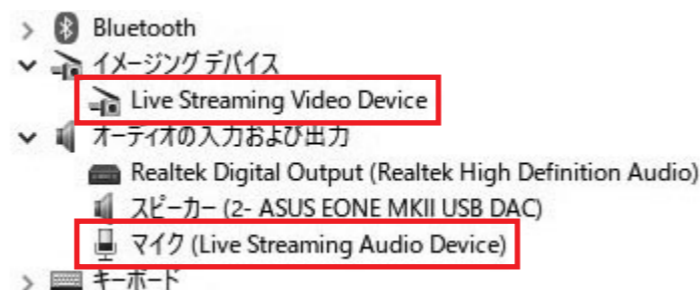 Bluetooth
イメージング デバイス
Live Streaming Video Device
オーディオの入力および出力
Realtek Digital Output (Realtek High Definition Audio)
スピーカー (2- ASUS EONE MKII USB DAC)
マイク (Live Streaming Audio Device)
キーボード